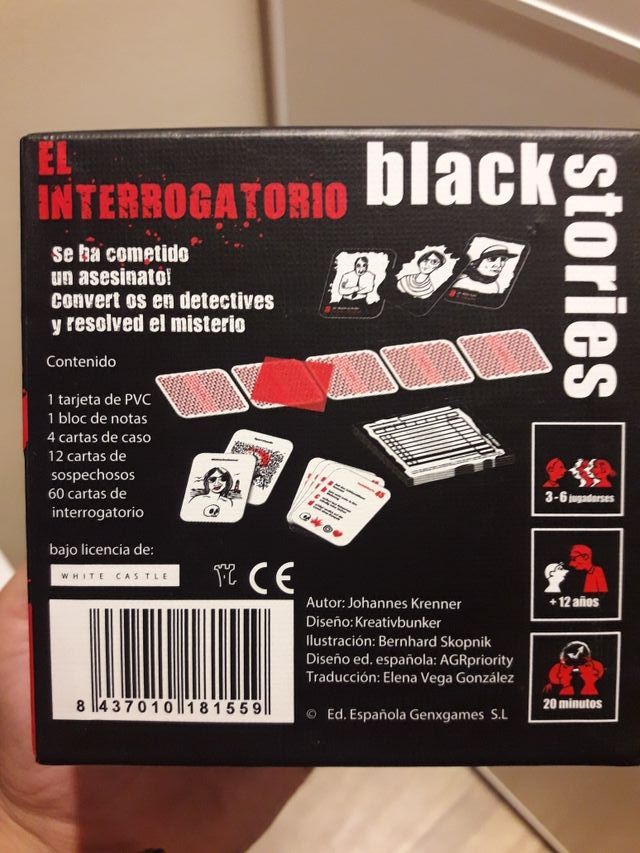 EL
INTERROGATORIO
black
stories
se ha cometido
un asesinato!
convert os en detectives
y resolved el misterio
Contenido
1 tarjeta de PVC
1 bloc de notas
4 cartas de caso
12 cartas de
sospechosos
60 cartas de
interrogatorio
bajo licencia de:
WHITE CASTLE
CE
8 437010 181559
Autor: Johannes Krenner
Diseño: Kreativbunker
Ilustración: Bernhard Skopnik
Diseño ed. española: AGRpriority
Traducción: Elena Vega González
© Ed. Española Genxgames S.L
3-6 jugadorses
+ 12 años
20 minutos